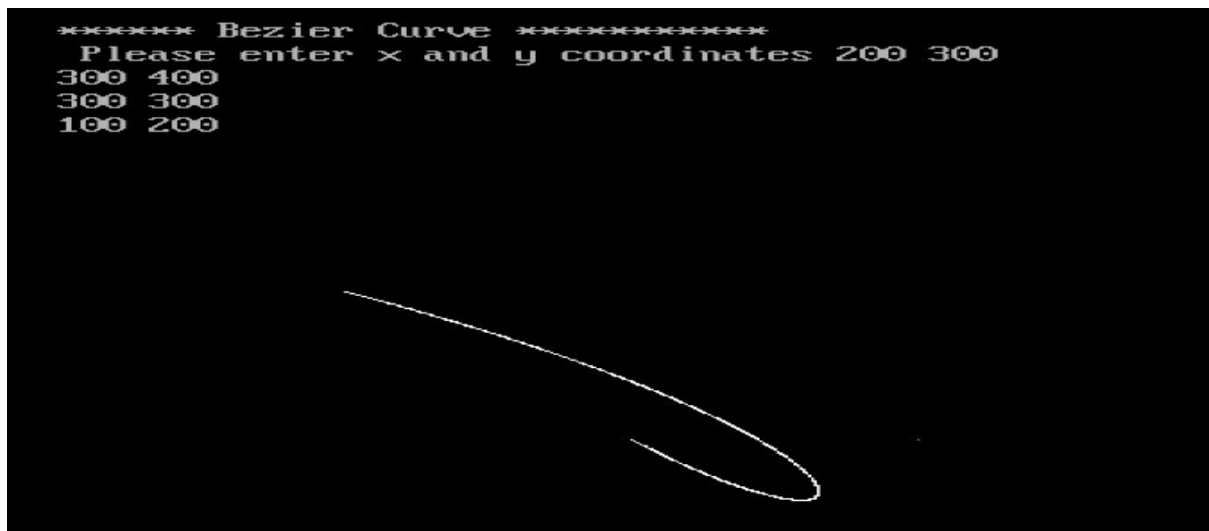 ****** Bezier Curve ***********
Please enter x and y coordinates 200 300
300 400
300 300
100 200